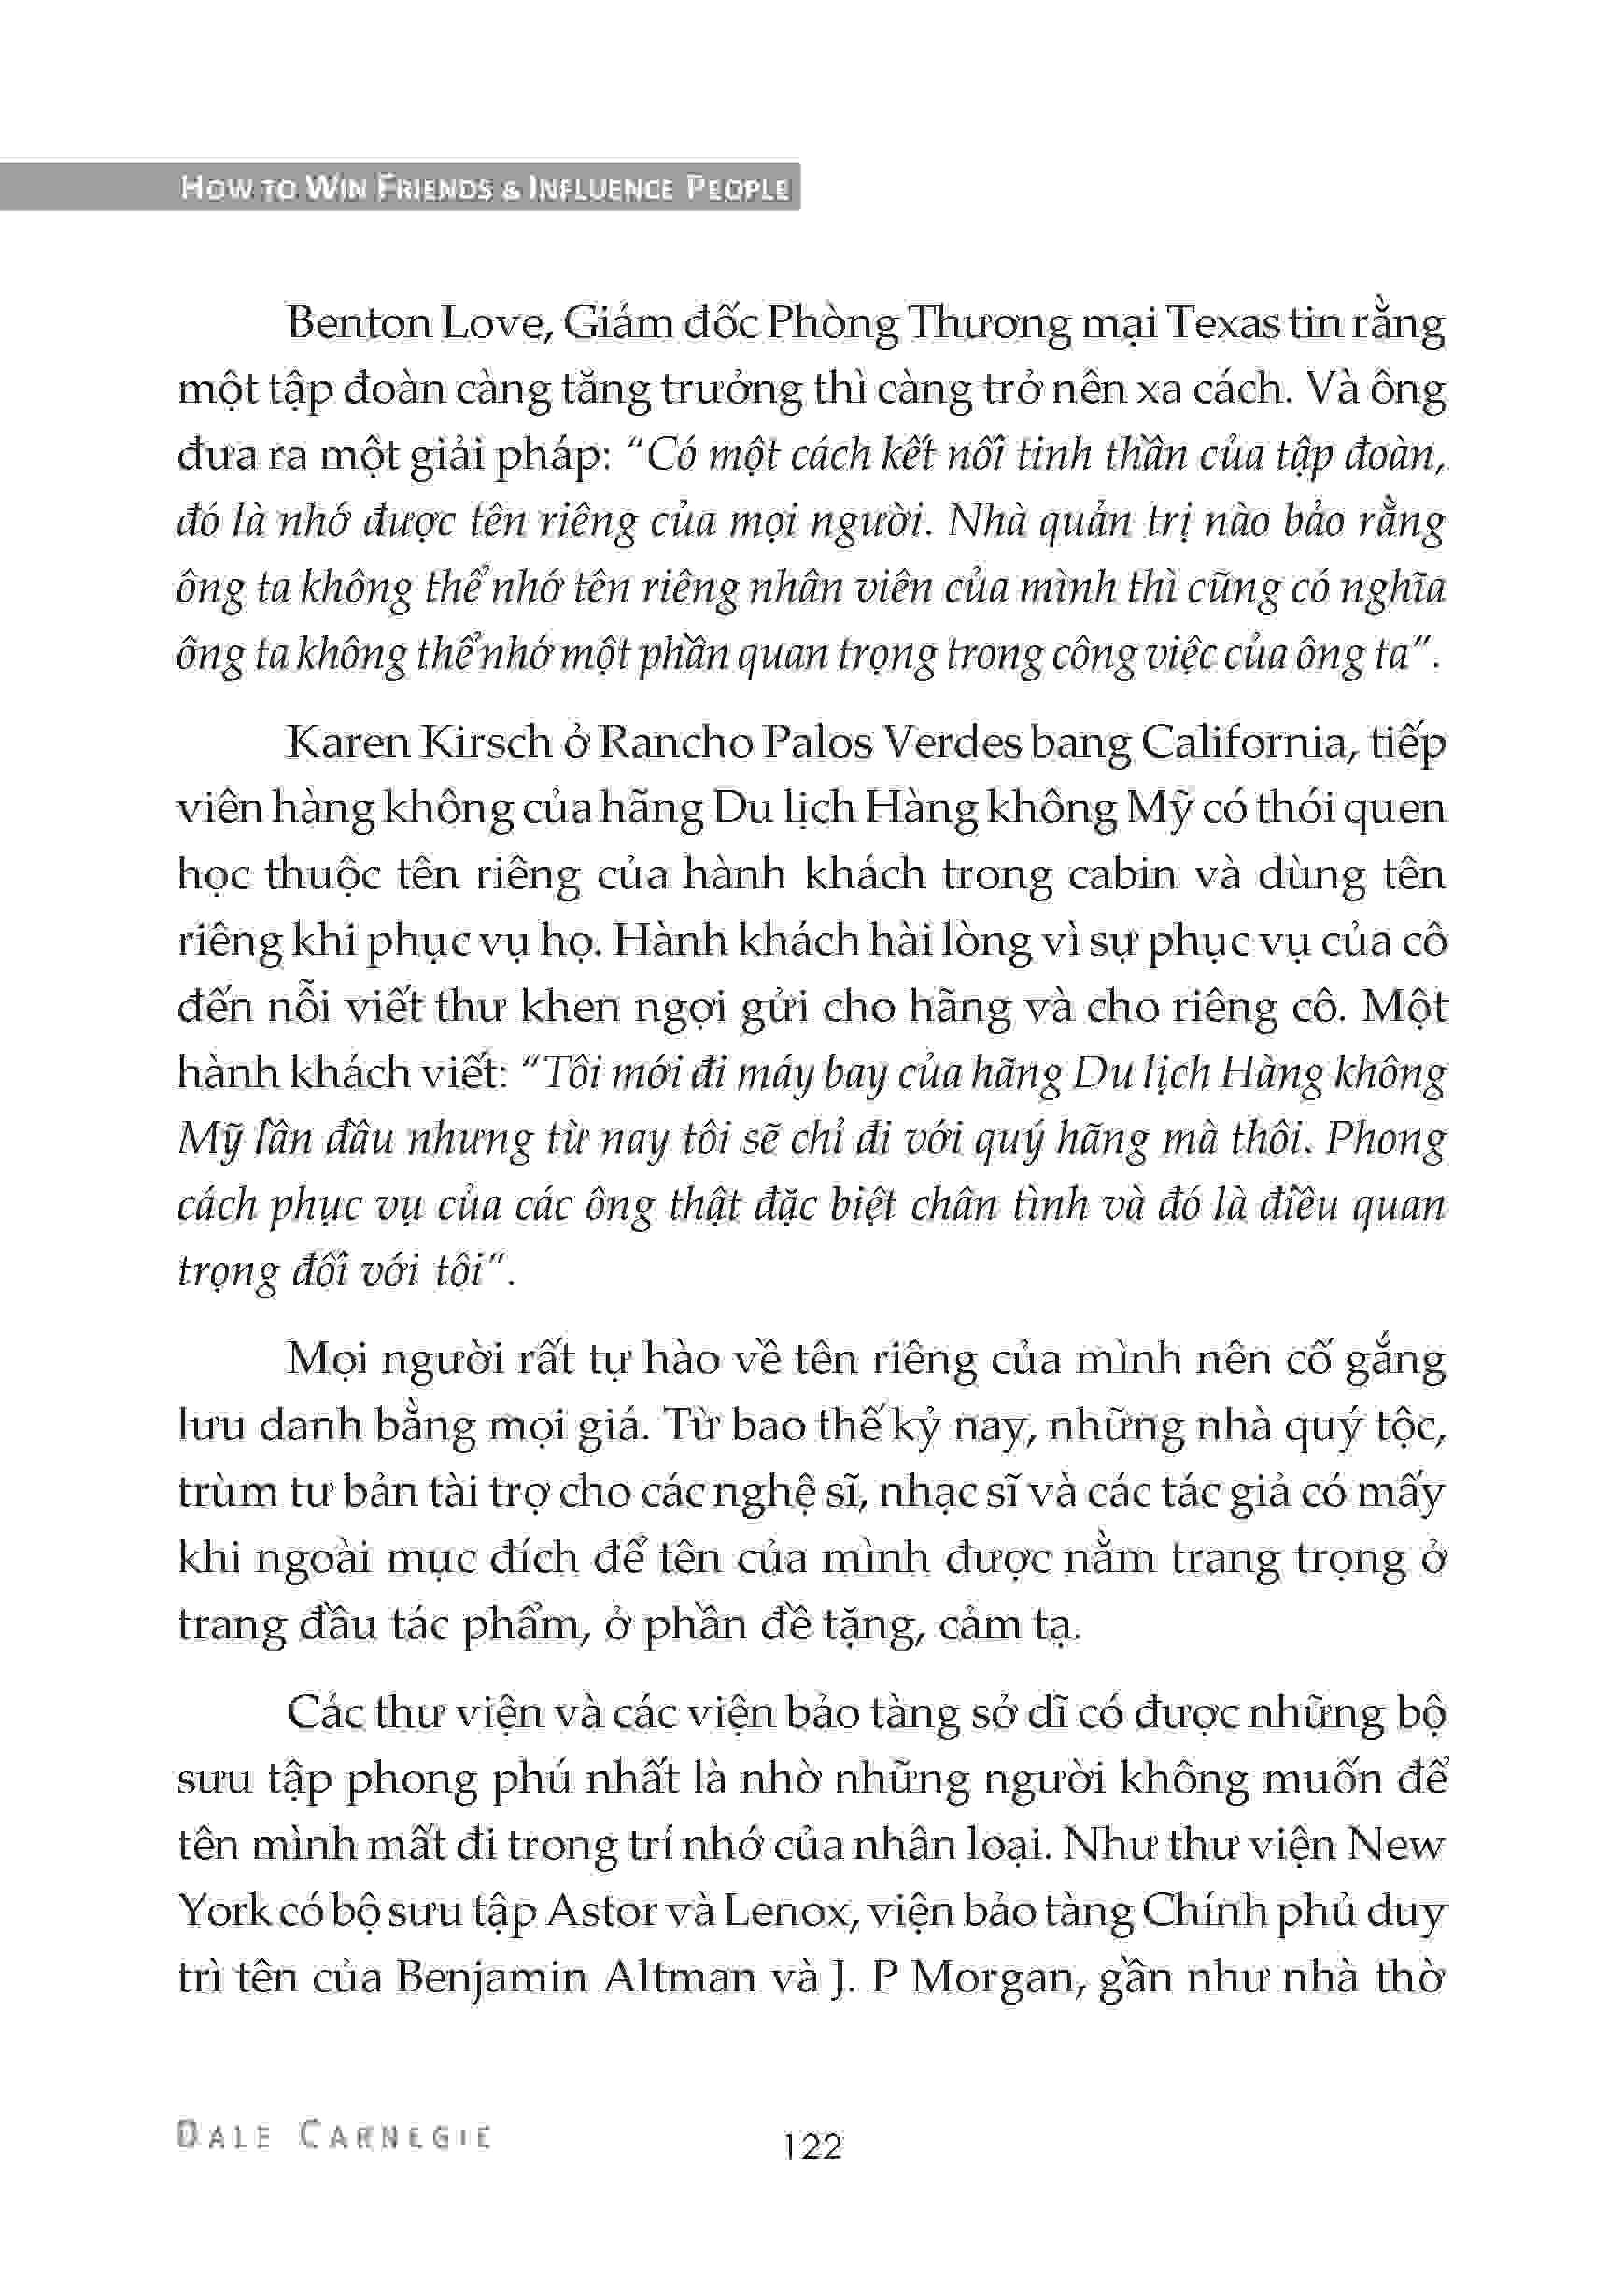 HOW TO WIN FRIENDS & INFLUENCE PEOPLE
Benton Love, Giám đốc Phòng Thương mại Texas tin rằng
một tập đoàn càng tăng trưởng thì càng trở nên xa cách. Và ông
đưa ra một giải pháp: “Có một cách kết nối tinh thần của tập đoàn,
đó là nhớ được tên riêng của mọi người. Nhà quản trị nào bảo rằng
ông ta không thể nhớ tên riêng nhân viên của mình thì cũng có nghĩa
ông ta không thể nhớ một phần quan trọng trong công việc của ông ta”.
Karen Kirsch ở Rancho Palos Verdes bang California, tiếp
viên hàng không của hãng Du lịch Hàng không Mỹ có thói quen
học thuộc tên riêng của hành khách trong cabin và dùng tên
riêng khi phục vụ họ. Hành khách hài lòng vì sự phục vụ của cô
đến nỗi viết thư khen ngợi gửi cho hãng và cho riêng cô. Một
hành khách viết: “Tôi mới đi máy bay của hãng Du lịch Hàng không
Mỹ lần đầu nhưng từ nay tôi sẽ chỉ đi với quý hãng mà thôi. Phong
cách phục vụ của các ông thật đặc biệt chân tình và đó là điều quan
trọng đối với tôi”.
Mọi người rất tự hào về tên riêng của mình nên cố gắng
lưu danh bằng mọi giá. Từ bao thế kỷ nay, những nhà quý tộc,
trùm tư bản tài trợ cho các nghệ sĩ, nhạc sĩ và các tác giả có mấy
khi ngoài mục đích để tên của mình được nằm trang trọng ở
trang đầu tác phẩm, ở phần đề tặng, cảm tạ.
Các thư viện và các viện bảo tàng sở dĩ có được những bộ
sưu tập phong phú nhất là nhờ những người không muốn để
tên mình mất đi trong trí nhớ của nhân loại. Như thư viện New
York có bộ sưu tập Astor và Lenox, viện bảo tàng Chính phủ duy
trì tên của Benjamin Altman và J. P Morgan, gần như nhà thờ
DALE CARNEGIE
122